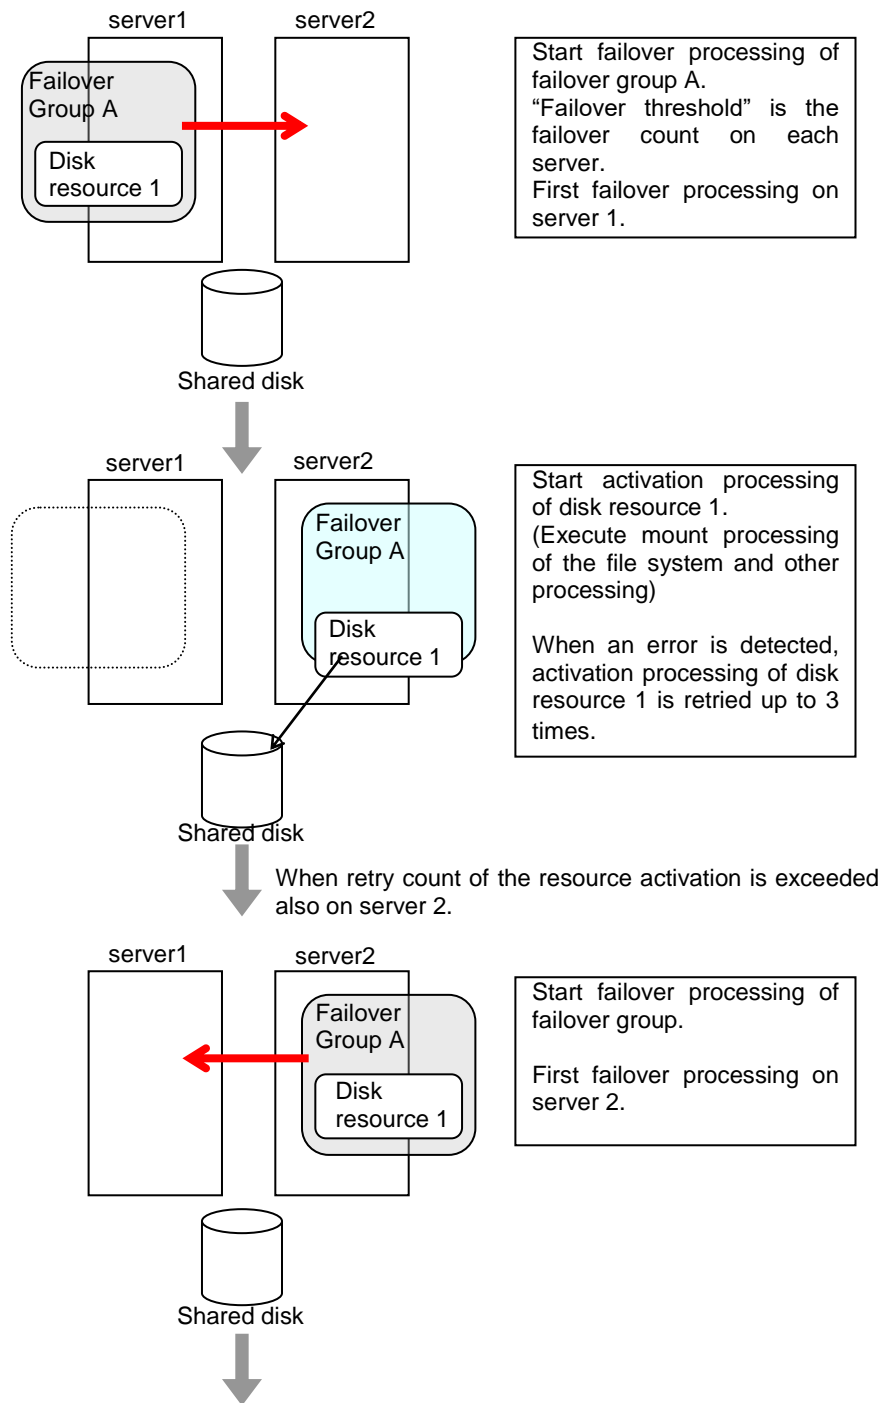 server1
server2
Failover
Group A
Disk
resource 1
Shared disk
Start failover processing of
failover group A.
“Failover threshold” is the
failover count on each
server.
First failover processing on
server 1.
server1
server2
Failover
Group A
Disk
resource 1
Shared disk
Start activation processing
of disk resource 1.
(Execute mount processing
of the file system and other
processing)
When an error is detected,
activation processing of disk
resource 1 is retried up to 3
times.
When retry count of the resource activation is exceeded
also on server 2.
server1
server2
Failover
Group A
Disk
resource 1
Shared disk
Start failover processing of
failover group.
First failover processing on
server 2.